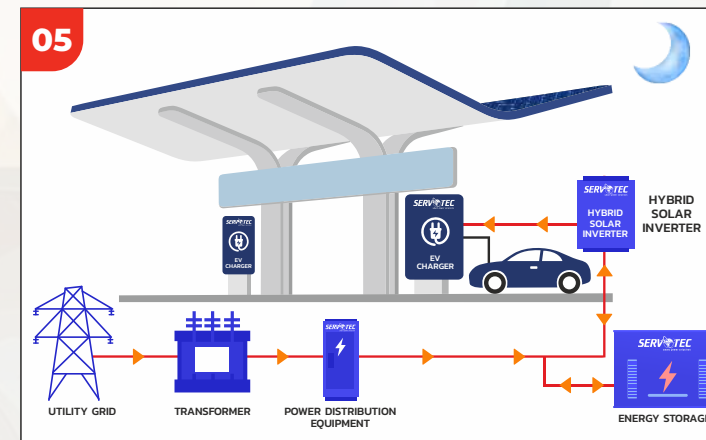 05
SERVOTEC
EV
CHARGER
SERVOTEC
EV
CHARGER
SERVOTEC
HYBRID
SOLAR
INVERTER
HYBRID
SOLAR
INVERTER
SERVOTEC
SERVOTEC
UTILITY GRID
TRANSFORMER
POWER DISTRIBUTION
EQUIPMENT
ENERGY STORAGE